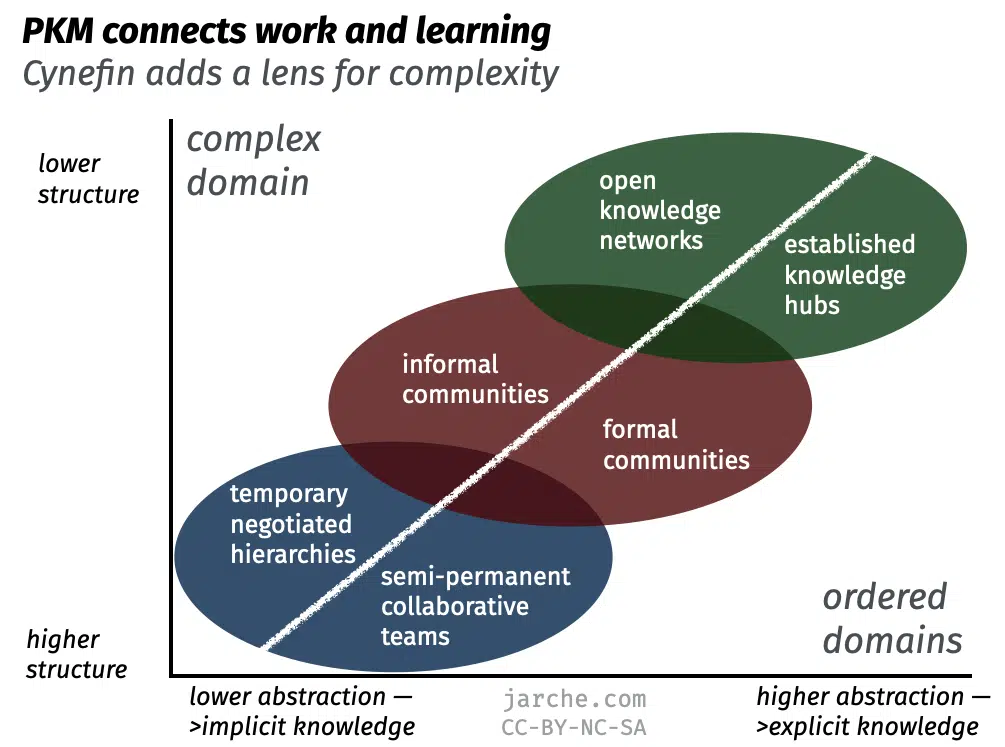 PKM connects work and learning
Cynefin adds a lens for complexity
complex
domain
lower
structure
open
knowledge
networks
established
knowledge
hubs
informal
communities
formal
communities
temporary
negotiated
hierarchies
semi-permanent
collaborative
teams
ordered
domains
higher
structure
lower abstraction —
>implicit knowledge
jarche.com
CC-BY-NC-SA
higher abstraction —
>explicit knowledge